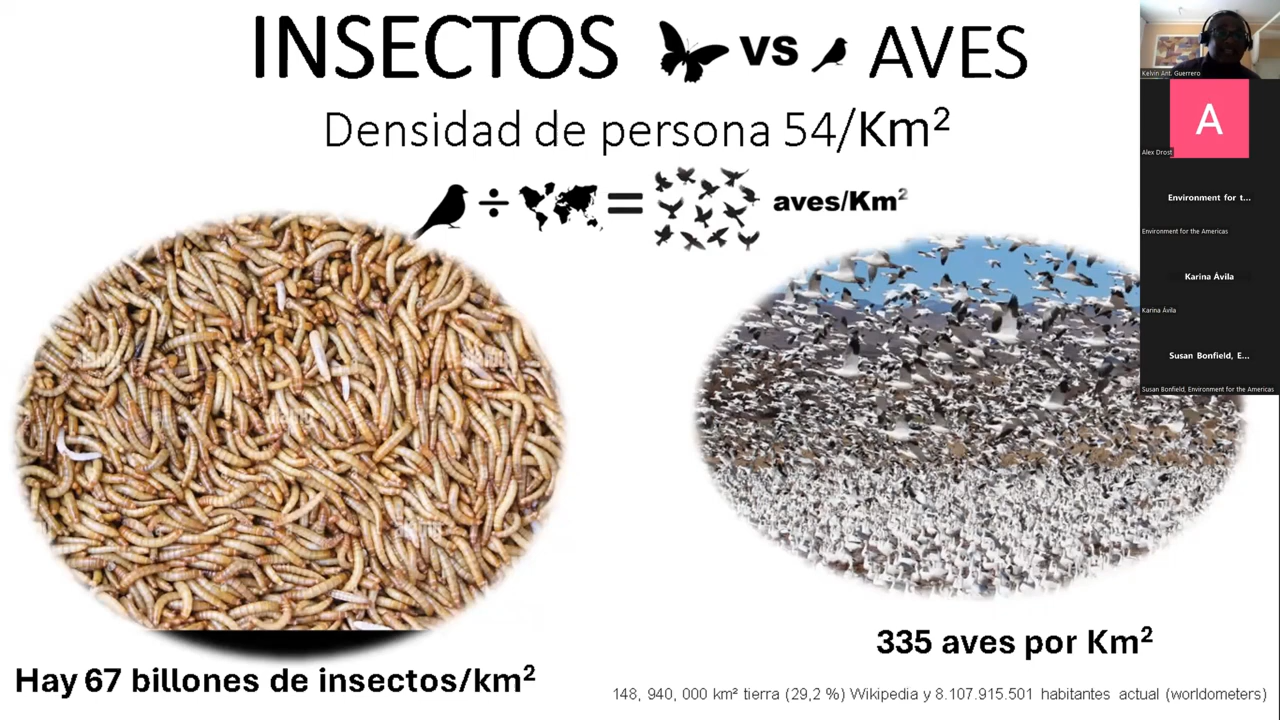 INSECTOS VS AVES
Densidad de persona 54/Km²
÷ = aves/Km²
Hay 67 billones de insectos/km²
335 aves por Km²
148, 940, 000 km² tierra (29,2 %) Wikipedia y 8.107.915.501 habitantes actual (worldometers)
Kelvin Ant. Guerrero
A
Alex Drost
Environment for t...
Environment for the Americas
Karina Ávila
Karina Ávila
Susan Bonfield, E...
Susan Bonfield, Environment for the Americas